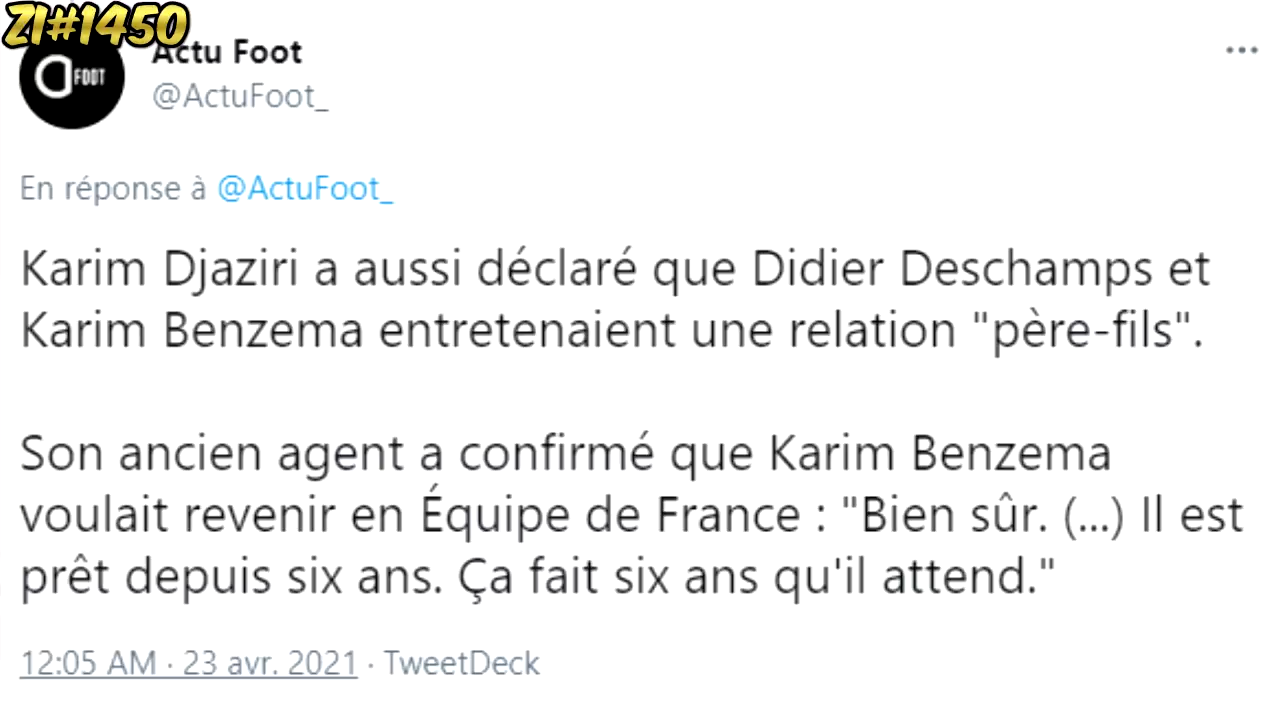 ZI#1450
Actu Foot
@ActuFoot_
FOOT
En réponse à @ActuFoot_
Karim Djaziri a aussi déclaré que Didier Deschamps et
Karim Benzema entretenaient une relation "père-fils".
Son ancien agent a confirmé que Karim Benzema
voulait revenir en Équipe de France : "Bien sûr. (...) Il est
prêt depuis six ans. Ça fait six ans qu'il attend."
12:05 AM · 23 avr. 2021 · TweetDeck